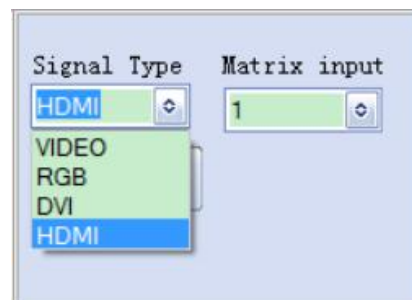 Signal Type Matrix input
HDMI 1
VIDEO
RGB
DVI
HDMI